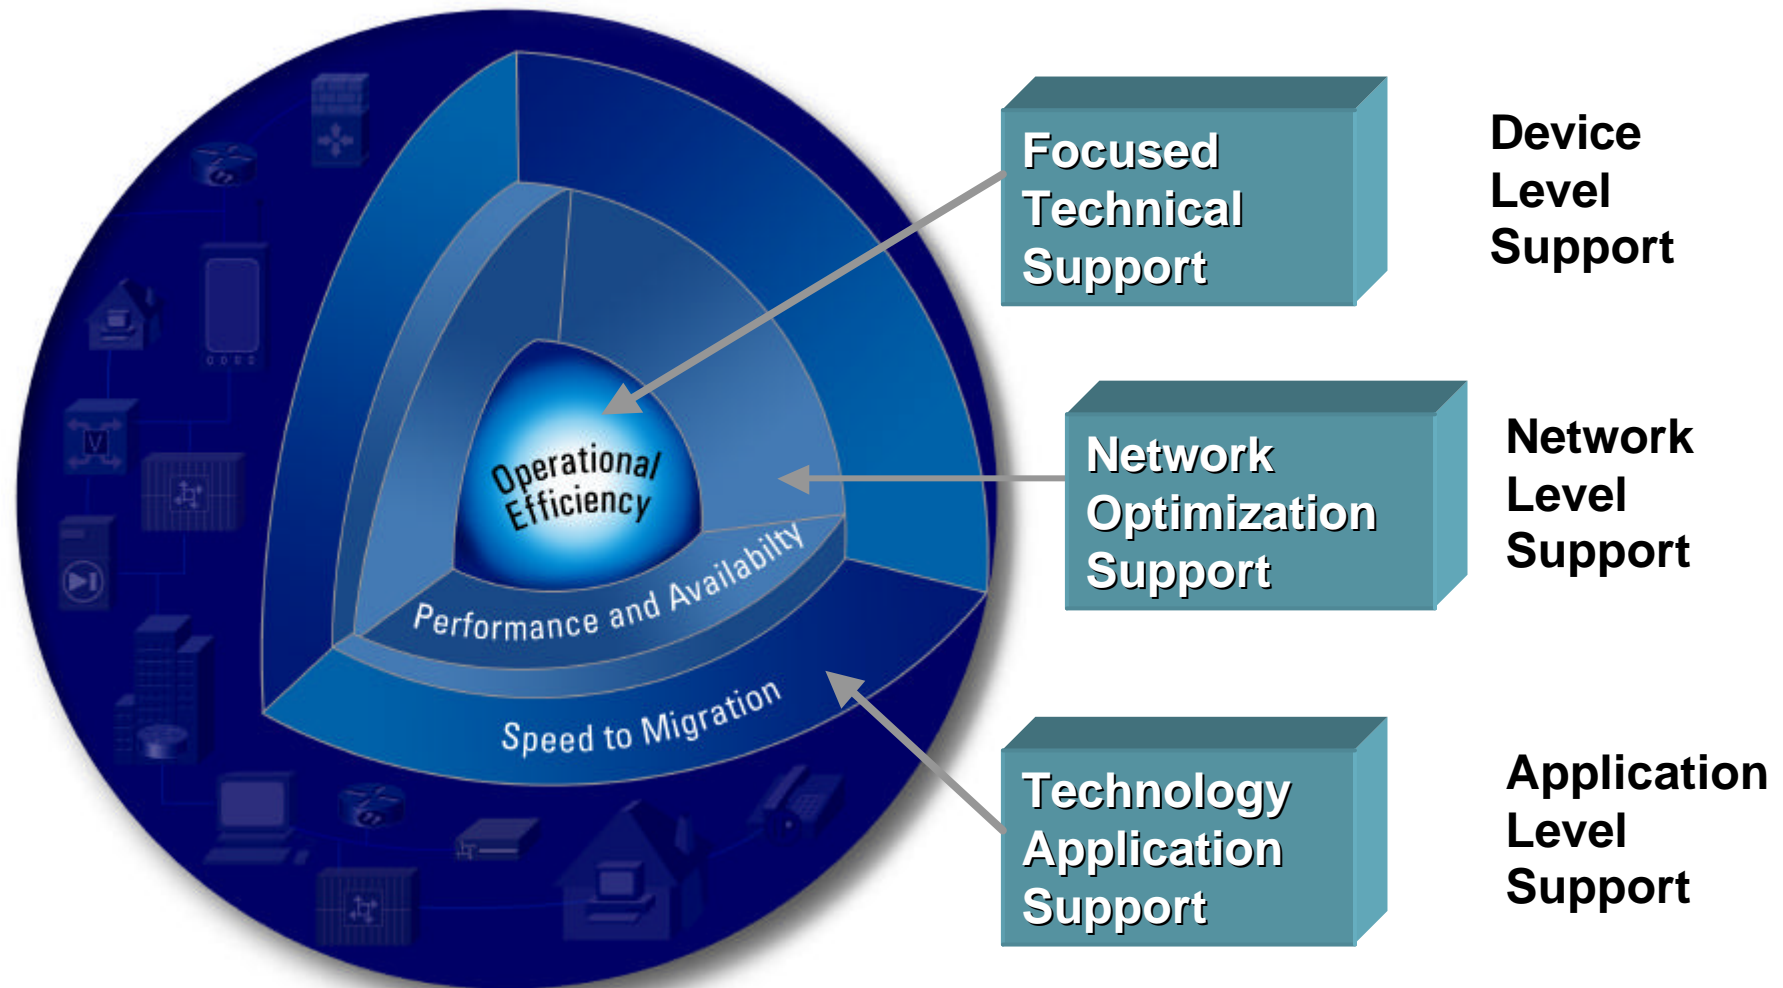 Operational
Efficiency
Performance and Availabilty
Speed to Migration
Focused
Technical
Support
Device
Level
Support
Network
Optimization
Support
Network
Level
Support
Technology
Application
Support
Application
Level
Support
V